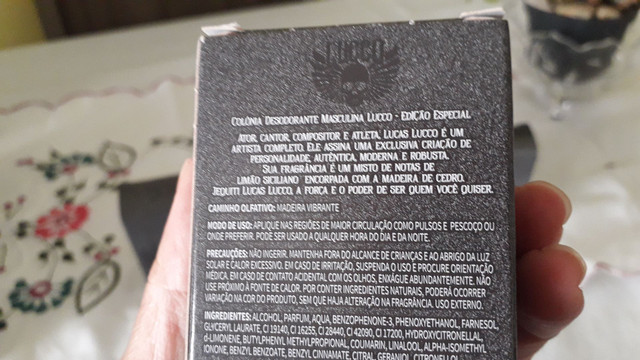 LUCCO
COLÔNIA DESODORANTE MASCULINA LUCCO - EDIÇÃO ESPECIAL
ATOR, CANTOR, COMPOSITOR E ATLETA, LUCAS LUCCO É UM
ARTISTA COMPLETO. ELE ASSINA UMA EXCLUSIVA CRIAÇÃO DE
PERSONALIDADE, AUTÊNTICA, MODERNA E ROBUSTA.
SUA FRAGRÂNCIA É UM MISTO DE NOTAS DE
LIMÃO SICILIANO ENCORPADA COM A MADEIRA DE CEDRO.
JEQUITI LUCAS LUCCO, A FORÇA E O PODER DE SER QUEM VOCÊ QUISER.
CAMINHO OLFATIVO: MADEIRA VIBRANTE
MODO DE USO: APLIQUE NAS REGIÕES DE MAIOR CIRCULAÇÃO COMO PULSOS E PESCOÇO OU
ONDE PREFERIR. PODE SER USADO A QUALQUER HORA DO DIA E DA NOITE.
PRECAUÇÕES: NÃO INGERIR. MANTENHA FORA DO ALCANCE DE CRIANÇAS E AO ABRIGO DA LUZ
SOLAR E CALOR EXCESSIVO. EM CASO DE IRRITAÇÃO, SUSPENDA O USO E PROCURE ORIENTAÇÃO
MÉDICA. EM CASO DE CONTATO ACIDENTAL COM OS OLHOS, ENXÁGUE ABUNDANTEMENTE. NÃO
USE PRÓXIMO À FONTE DE CALOR. POR CONTER INGREDIENTES NATURAIS, PODERÁ OCORRER
VARIAÇÃO NA COR DO PRODUTO, SEM QUE HAJA ALTERAÇÃO NA FRAGRÂNCIA. USO EXTERNO.
INGREDIENTES: ALCOHOL, PARFUM, AQUA, BENZOPHENONE-3, PHENOXYETHANOL, FARNESOL,
GLYCERYL LAURATE, CI 19140, CI 16255, CI 28440, CI 42090, CI 17200, HYDROXYCITRONELLAL,
d-LIMONENE, BUTYLPHENYL METHYLPROPIONAL, COUMARIN, LINALOOL, ALPHA-ISOMETHYL
IONONE, BENZYL BENZOATE, BENZYL CINNAMATE, CITRAL, GERANIOL, CITRONELLOL